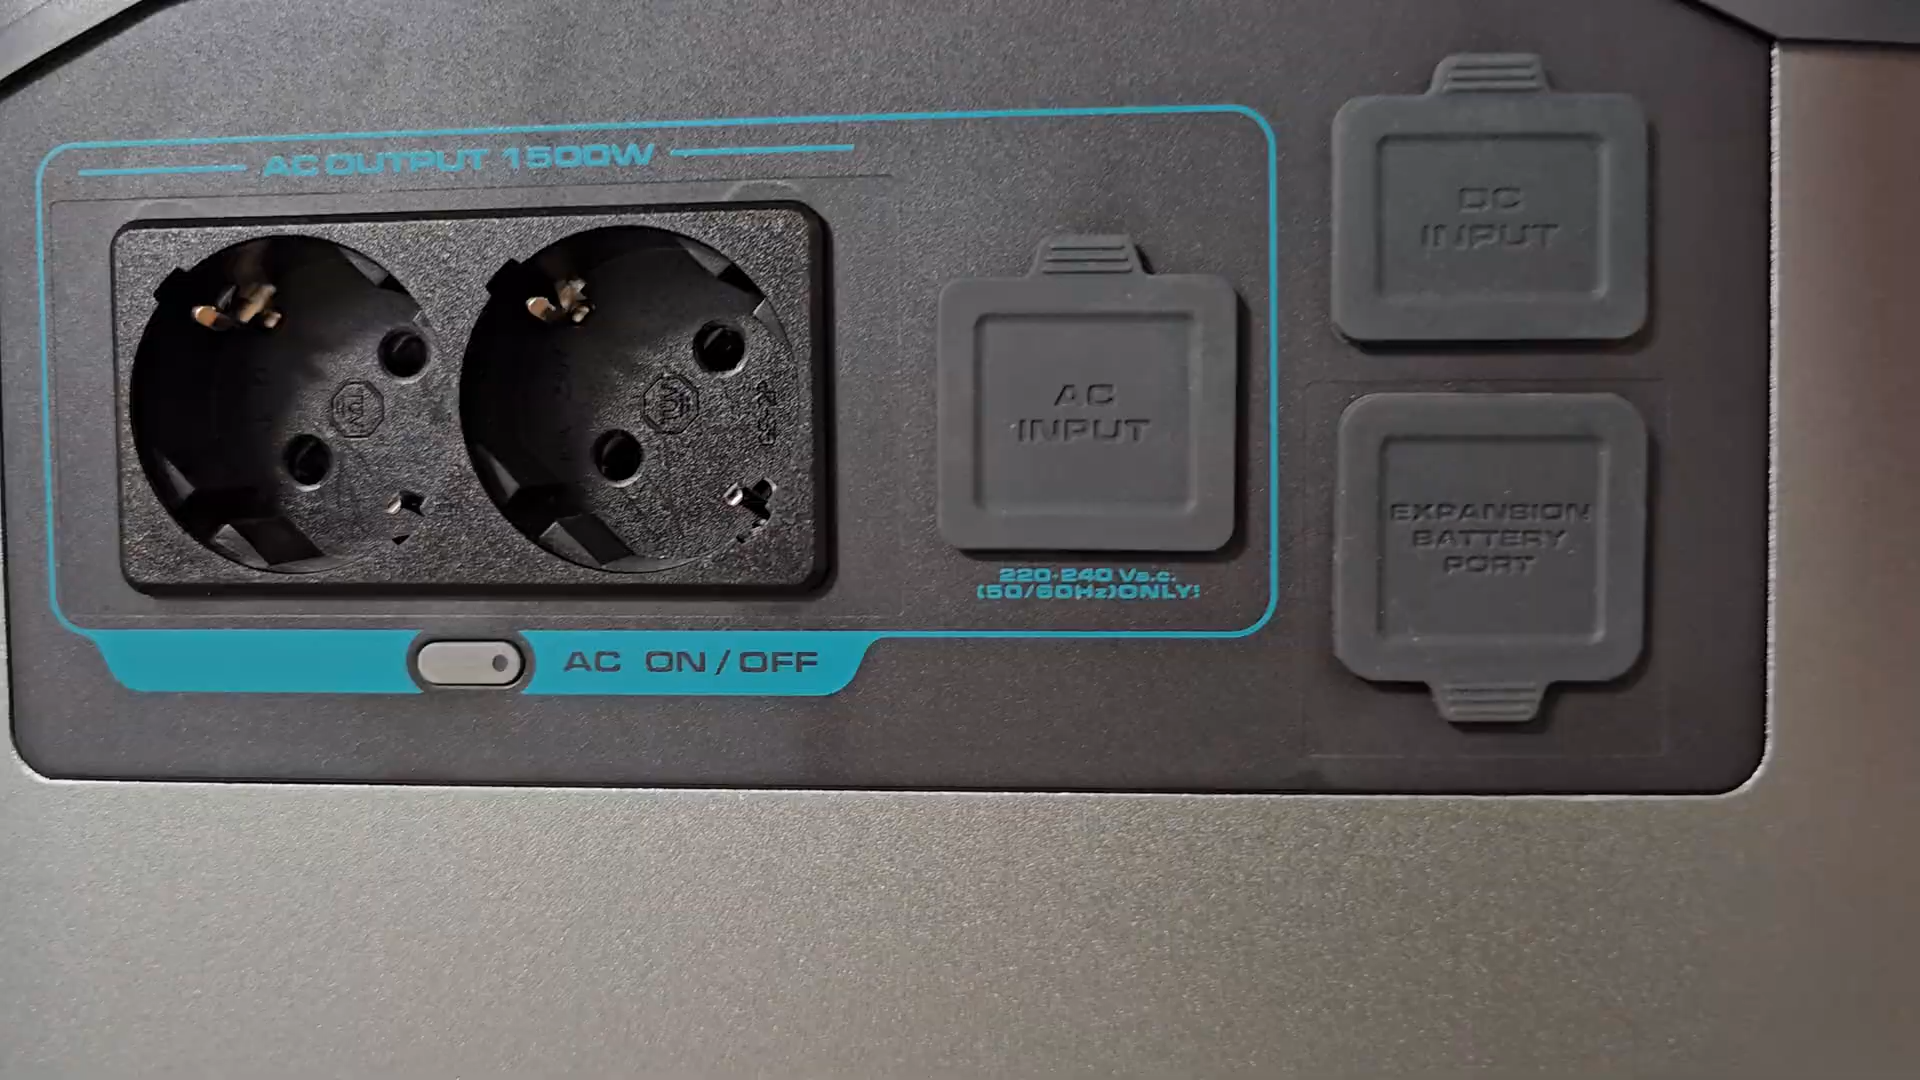 AC OUTPUT 1500W
AC
INPUT
220-240 Va.c.
(50/60Hz)ONLY!
AC ON/OFF
DC
INPUT
EXPANSION
BATTERY
PORT